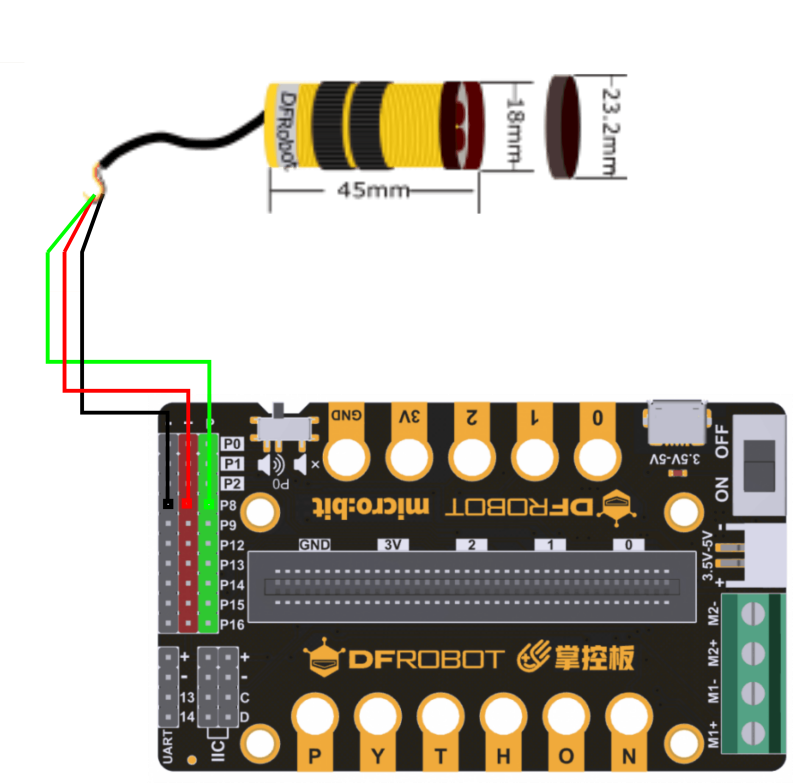 DFRobot
18mm
23.2mm
45mm
GND
3V
2
1
0
3.5V-5V
OFF
ON
P0
micro:bit
DFROBOT
P0
P1
P2
P8
P9
P12
P13
P14
P15
P16
GND
3V
2
1
0
3.5V-5V
-
+
DFROBOT 掌控板
M2-
M2+
M1-
M1+
+
-
13
14
UART
+
-
C
D
IIC
P
Y
T
H
O
N